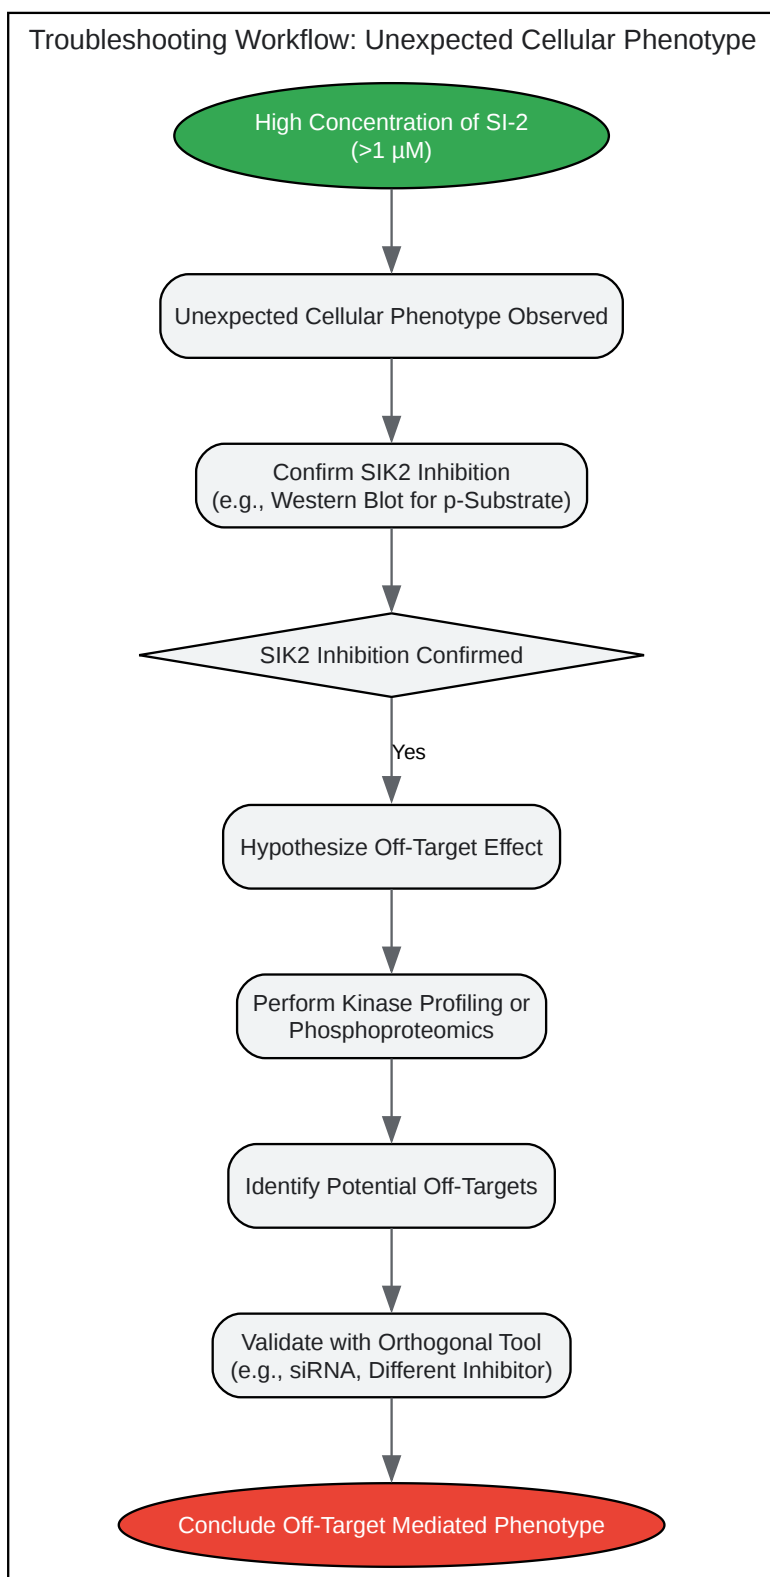 Troubleshooting Workflow: Unexpected Cellular Phenotype
High Concentration of SI-2
(>1 µM)
Unexpected Cellular Phenotype Observed
Confirm SIK2 Inhibition
(e.g., Western Blot for p-Substrate)
SIK2 Inhibition Confirmed
Yes
Hypothesize Off-Target Effect
Perform Kinase Profiling or
Phosphoproteomics
Identify Potential Off-Targets
Validate with Orthogonal Tool
(e.g., siRNA, Different Inhibitor)
Conclude Off-Target Mediated Phenotype